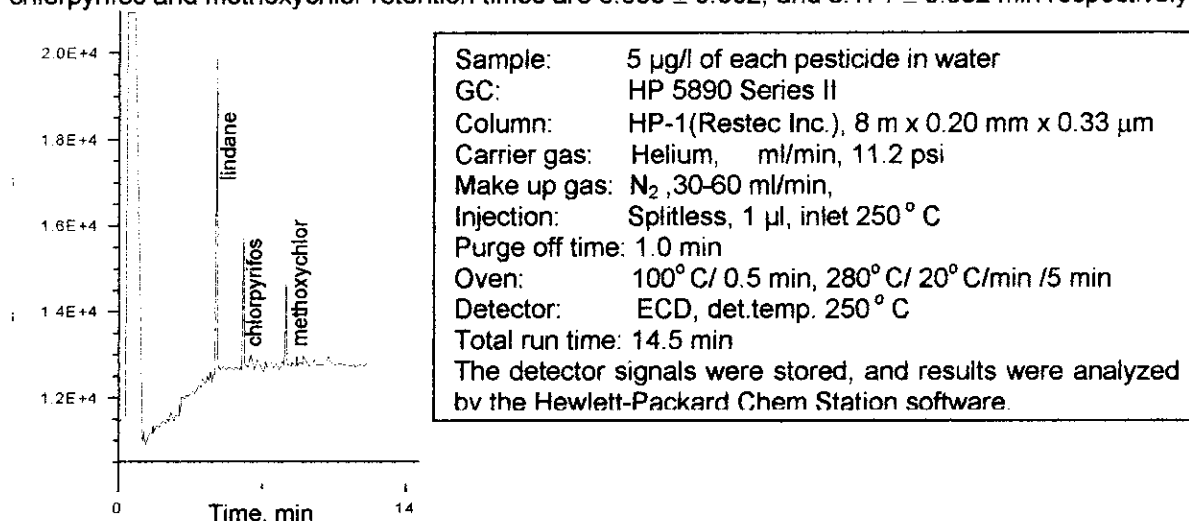 chlorpyrifos and methoxychlor retention times are ± and ± min respectively
2.0E+4
1.8E+4
1.6E+4
1.4E+4
1.2E+4
lindane
chlorpyrifos
methoxychlor
0
Time, min
14
Sample: 5 µg/l of each pesticide in water
GC: HP 5890 Series II
Column: HP-1(Restec Inc.), 8 m x 0.20 mm x 0.33 µm
Carrier gas: Helium, ml/min, 11.2 psi
Make up gas: N₂ ,30-60 ml/min,
Injection: Splitless, 1 µl, inlet 250° C
Purge off time: 1.0 min
Oven: 100° C/ 0.5 min, 280° C/ 20° C/min /5 min
Detector: ECD, det.temp. 250° C
Total run time: 14.5 min
The detector signals were stored, and results were analyzed
by the Hewlett-Packard Chem Station software.